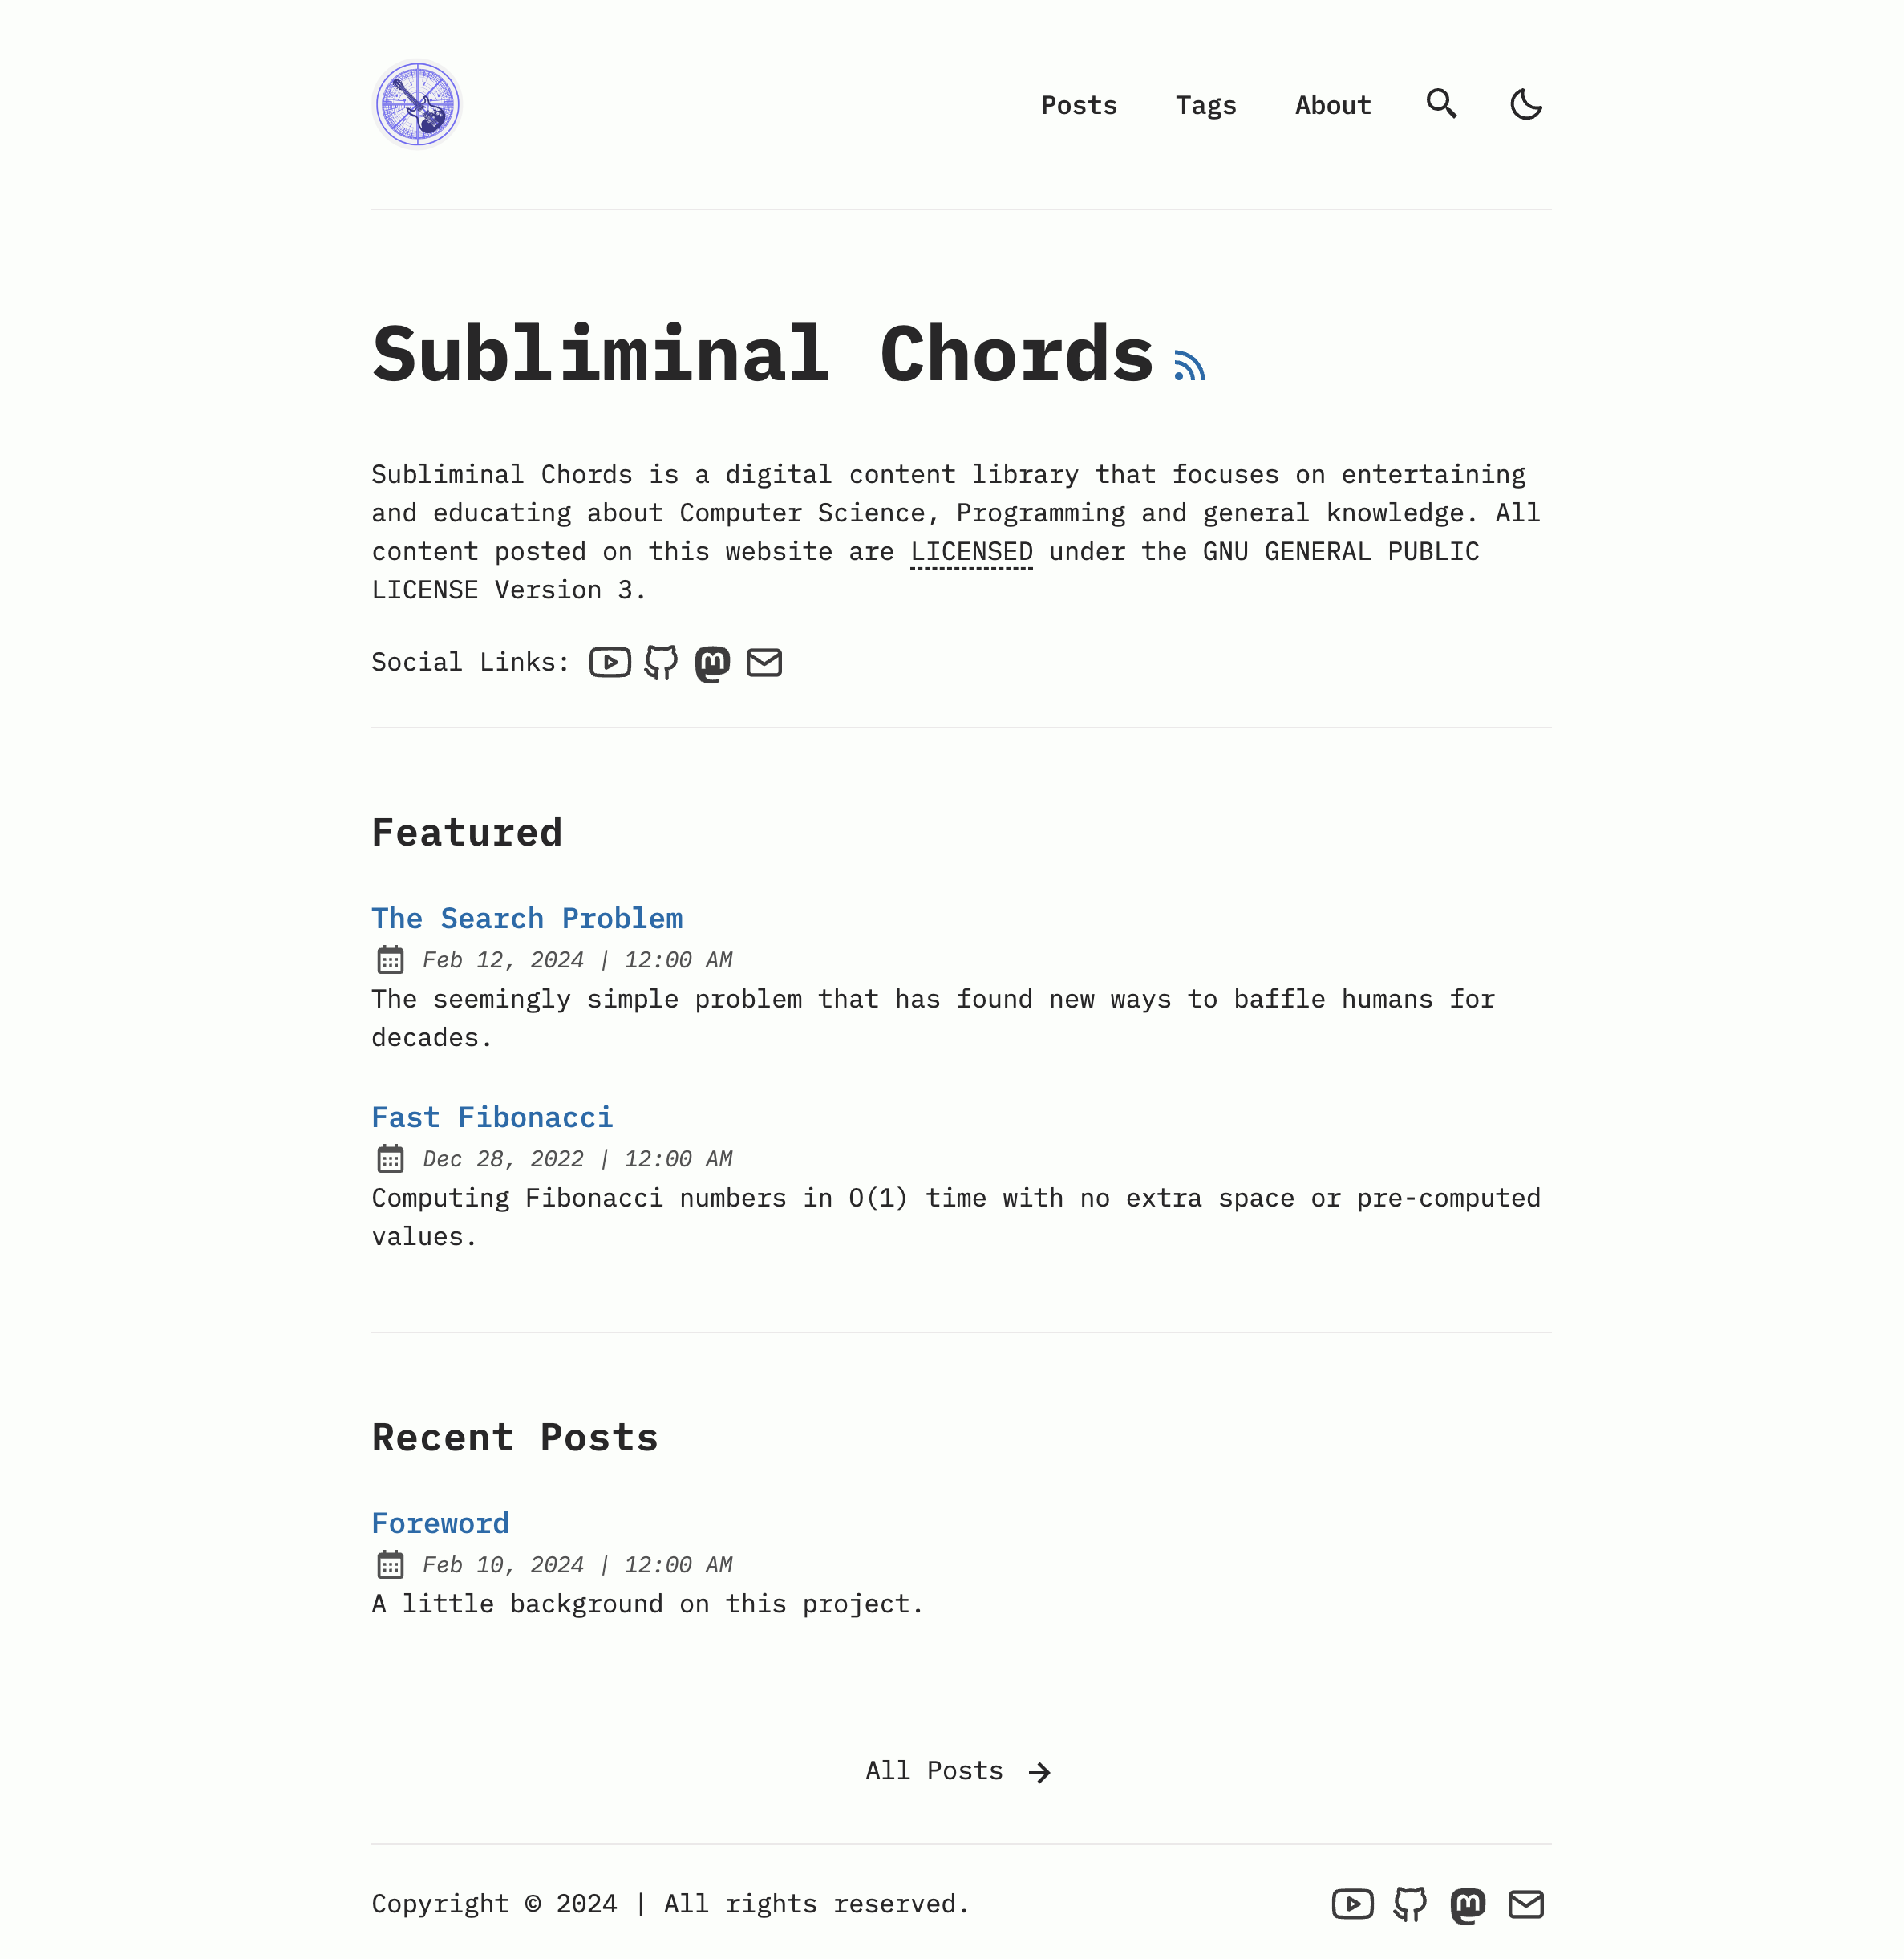 Posts Tags About
Subliminal Chords
Subliminal Chords is a digital content library that focuses on entertaining
and educating about Computer Science, Programming and general knowledge. All
content posted on this website are LICENSED under the GNU GENERAL PUBLIC
LICENSE Version 3.
Social Links:
Featured
The Search Problem
Feb 12, 2024 | 12:00 AM
The seemingly simple problem that has found new ways to baffle humans for
decades.
Fast Fibonacci
Dec 28, 2022 | 12:00 AM
Computing Fibonacci numbers in O(1) time with no extra space or pre-computed
values.
Recent Posts
Foreword
Feb 10, 2024 | 12:00 AM
A little background on this project.
All Posts
Copyright © 2024 | All rights reserved.